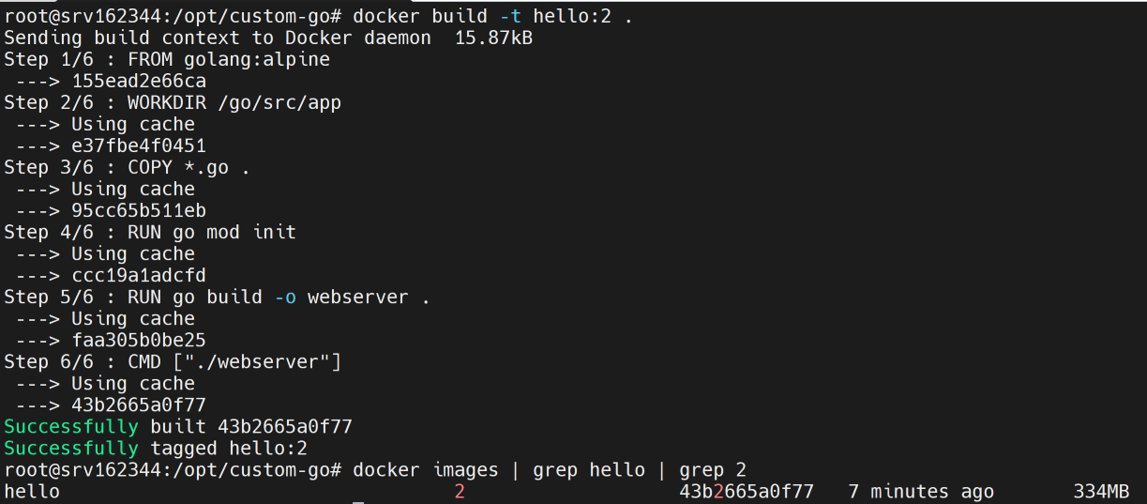 root@srv162344:/opt/custom-go# docker build -t hello:2 .
Sending build context to Docker daemon  15.87kB
Step 1/6 : FROM golang:alpine
 ---> 155ead2e66ca
Step 2/6 : WORKDIR /go/src/app
 ---> Using cache
 ---> e37fbe4f0451
Step 3/6 : COPY *.go .
 ---> Using cache
 ---> 95cc65b511eb
Step 4/6 : RUN go mod init
 ---> Using cache
 ---> ccc19a1adcfd
Step 5/6 : RUN go build -o webserver .
 ---> Using cache
 ---> faa305b0be25
Step 6/6 : CMD ["./webserver"]
 ---> Using cache
 ---> 43b2665a0f77
Successfully built 43b2665a0f77
Successfully tagged hello:2
root@srv162344:/opt/custom-go# docker images | grep hello | grep 2
hello                                   2                   43b2665a0f77   7 minutes ago       334MB